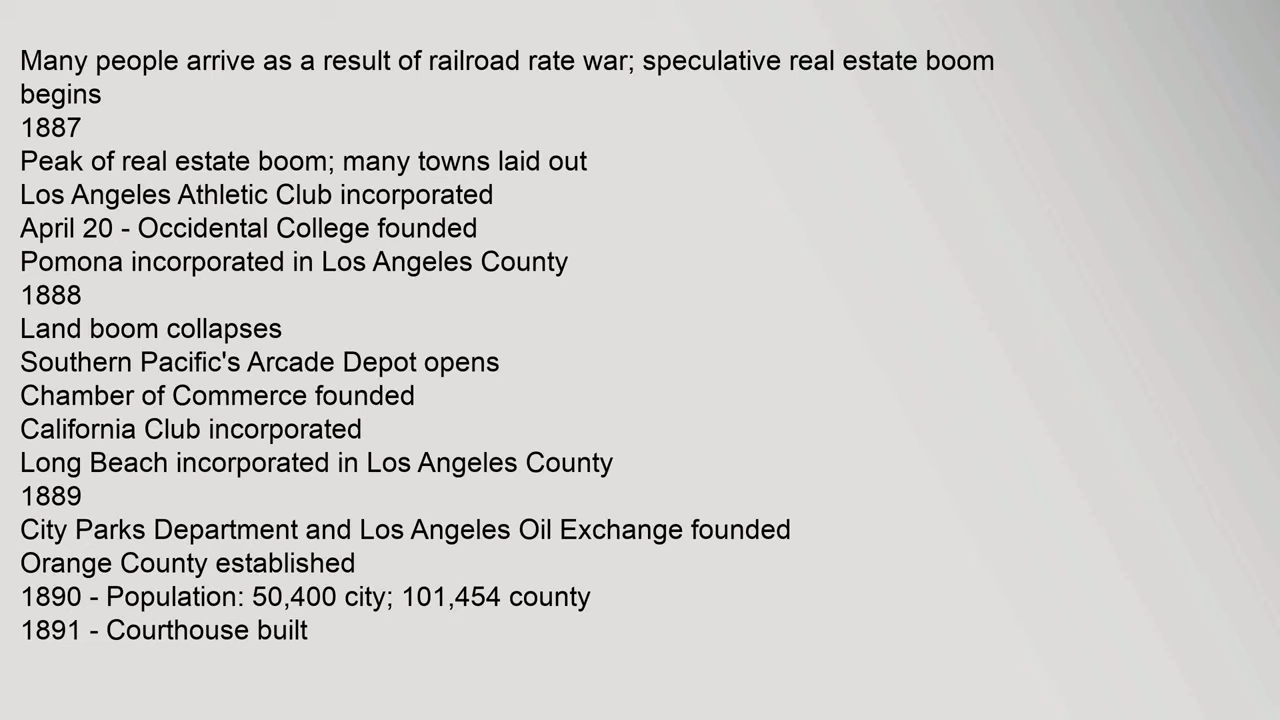 Many people arrive as a result of railroad rate war; speculative real estate boom
begins
1887
Peak of real estate boom; many towns laid out
Los Angeles Athletic Club incorporated
April 20 - Occidental College founded
Pomona incorporated in Los Angeles County
1888
Land boom collapses
Southern Pacific's Arcade Depot opens
Chamber of Commerce founded
California Club incorporated
Long Beach incorporated in Los Angeles County
1889
City Parks Department and Los Angeles Oil Exchange founded
Orange County established
1890 - Population: 50,400 city; 101,454 county
1891 - Courthouse built